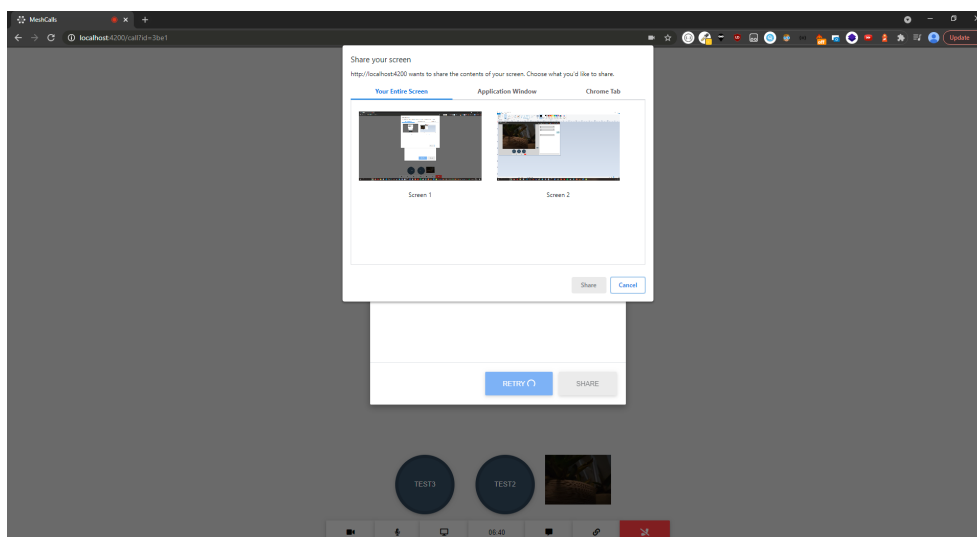 MeshCalls
localhost:4200/call?id=3be1
Update
Share your screen
http://localhost:4200 wants to share the contents of your screen. Choose what you'd like to share.
Your Entire Screen
Application Window
Chrome Tab
Screen 1
Screen 2
Share
Cancel
RETRY
SHARE
TEST3
TEST2
06:40